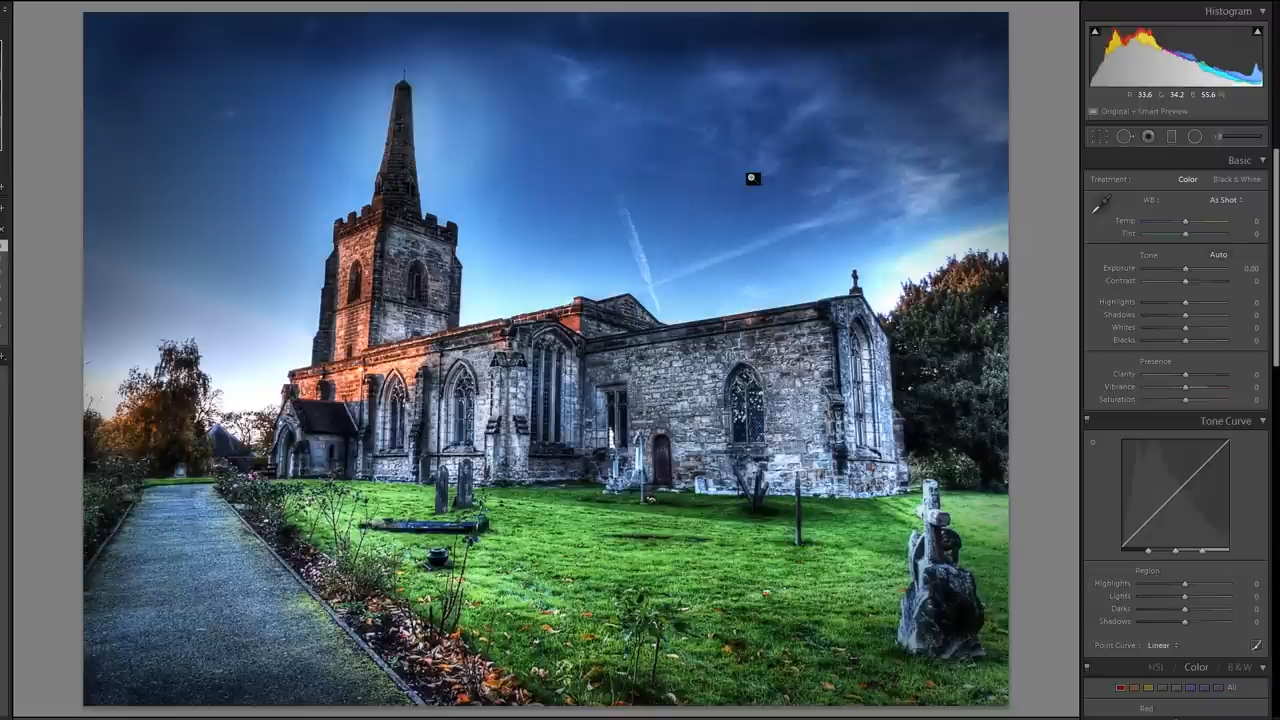 Histogram
R 33.6 G 34.2 B 55.6 %
Original + Smart Preview
Basic
Treatment : Color Black & White
WB : As Shot
Temp 0
Tint 0
Tone Auto
Exposure 0.00
Contrast 0
Highlights 0
Shadows 0
Whites 0
Blacks 0
Presence
Clarity 0
Vibrance 0
Saturation 0
Tone Curve
Region
Highlights 0
Lights 0
Darks 0
Shadows 0
Point Curve : Linear
HSL / Color / B & W
All
Red